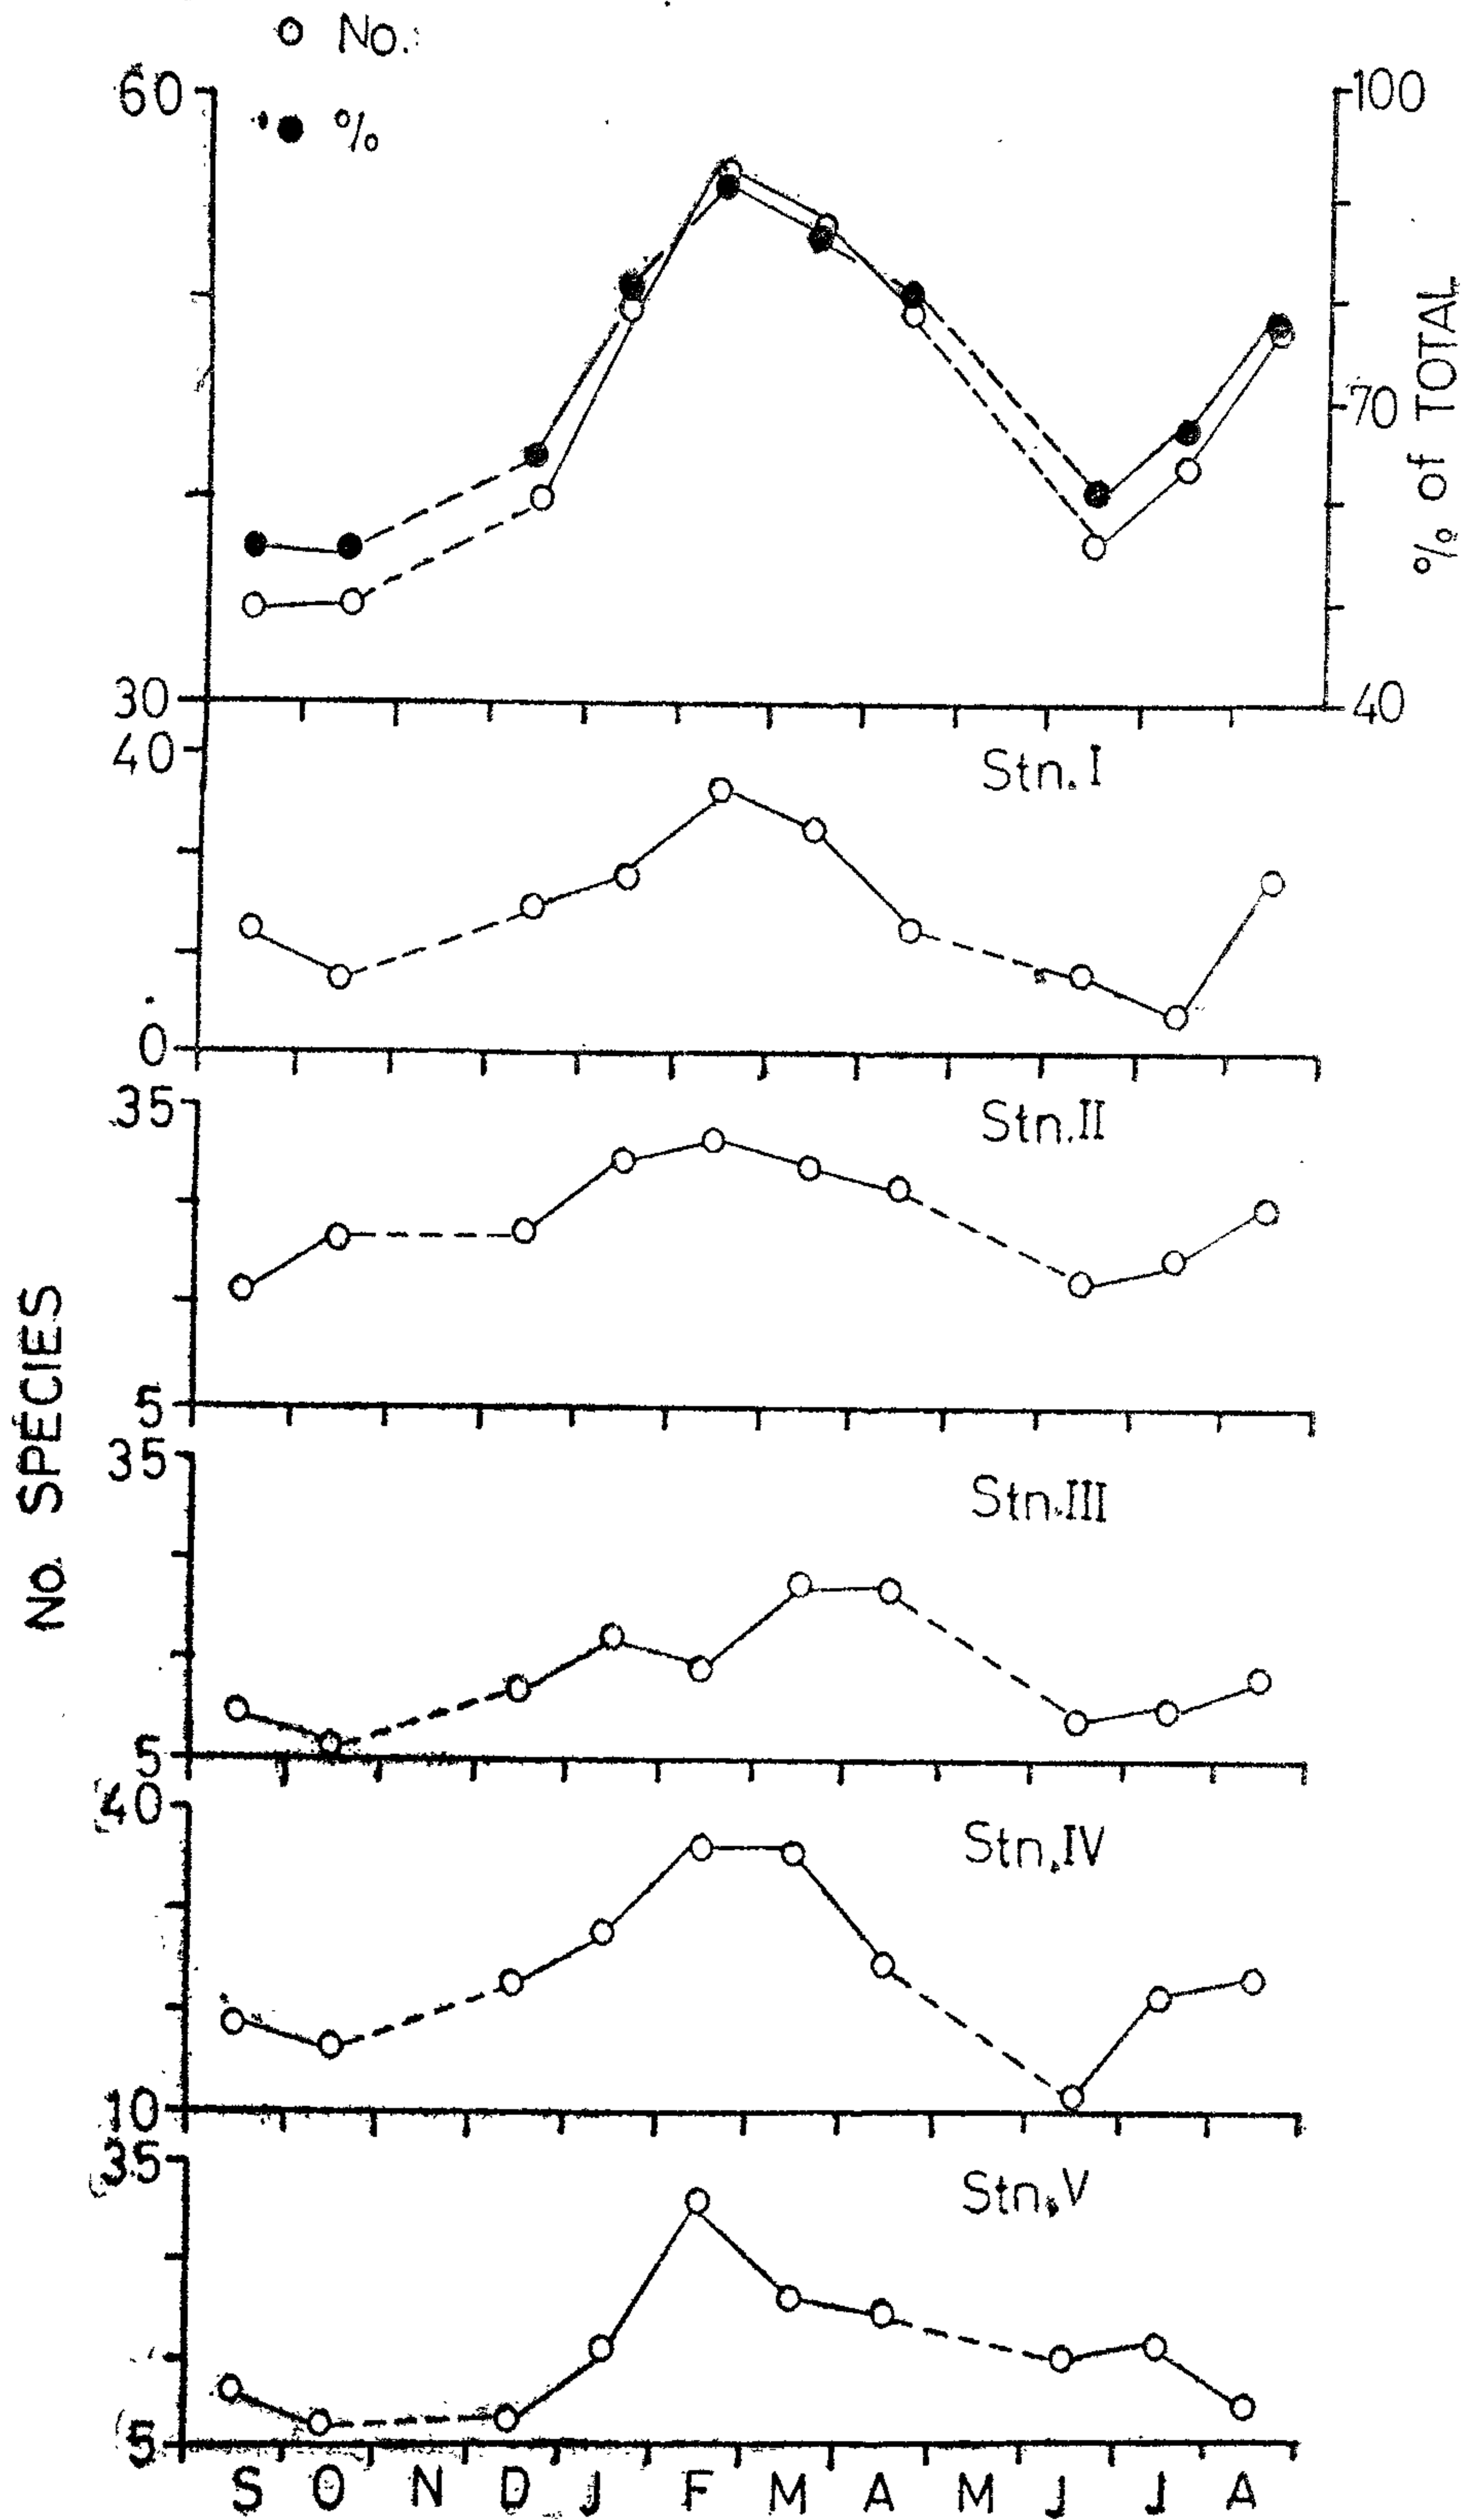 o No.
● %
60
100
70
% of TOTAL
30
40
40
Stn. I
0
35
Stn. II
No. SPECIES
5
35
Stn. III
5
40
Stn. IV
10
35
Stn. V
5
S O N D J F M A M J J A